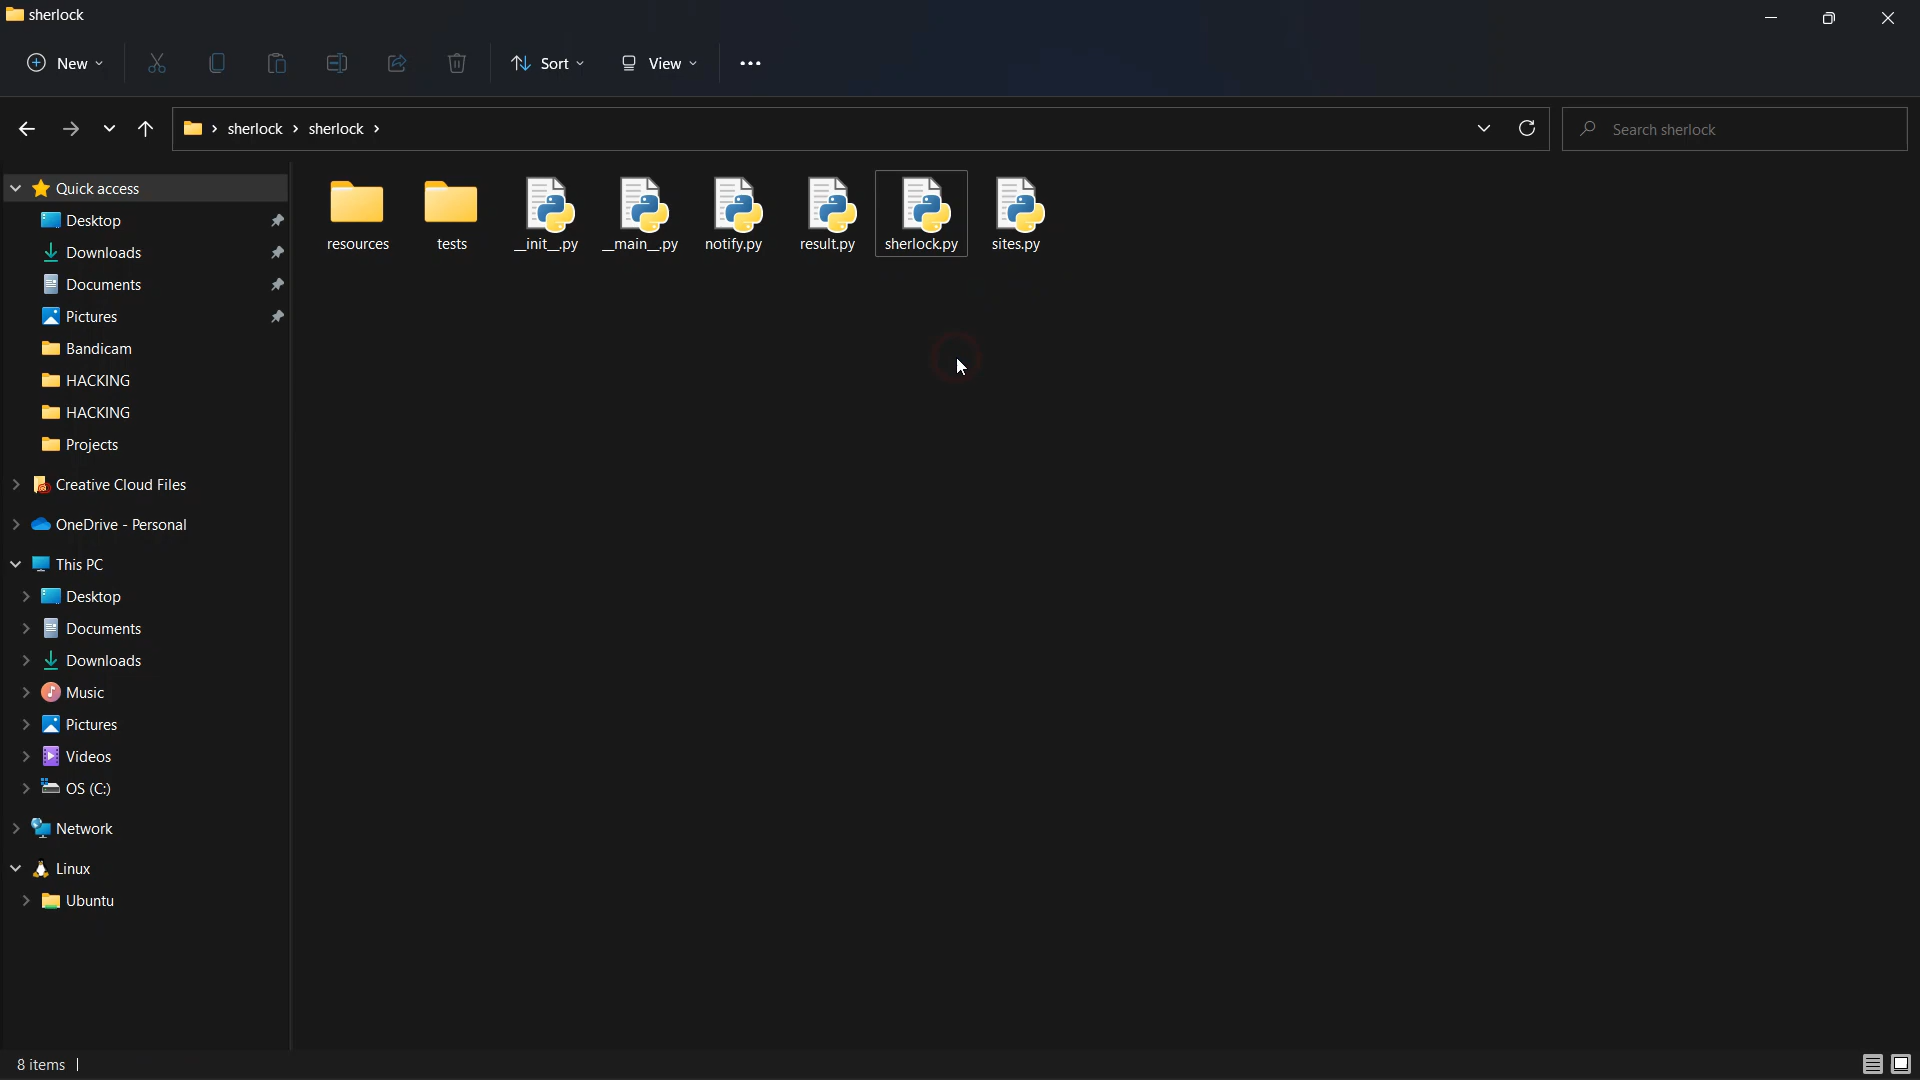 sherlock
New
Sort
View
sherlock
sherlock
Search sherlock
Quick access
Desktop
Downloads
Documents
Pictures
Bandicam
HACKING
HACKING
Projects
Creative Cloud Files
OneDrive - Personal
This PC
Desktop
Documents
Downloads
Music
Pictures
Videos
OS (C:)
Network
Linux
Ubuntu
resources
tests
__init__.py
__main__.py
notify.py
result.py
sherlock.py
sites.py
8 items